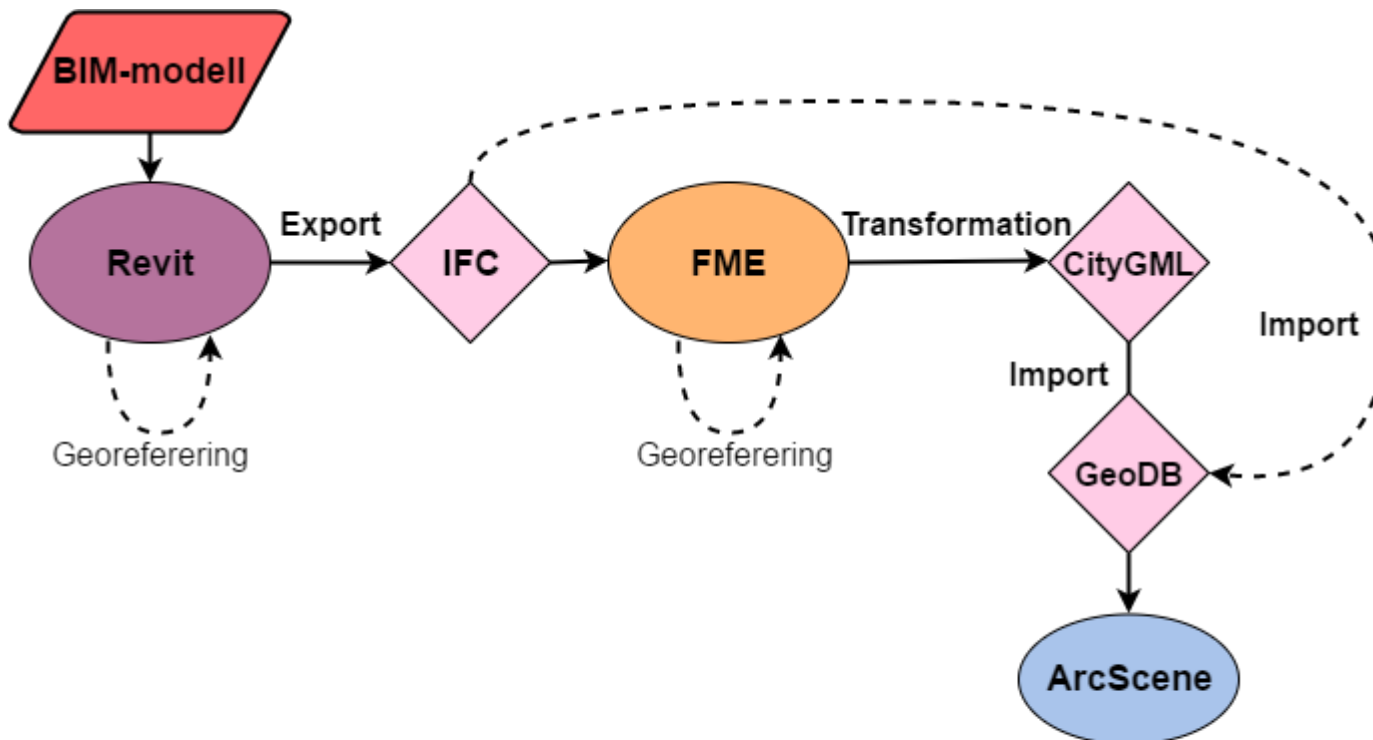 BIM-modell
Revit
Export
IFC
FME
Transformation
CityGML
Import
Import
Georeferering
Georeferering
GeoDB
ArcScene